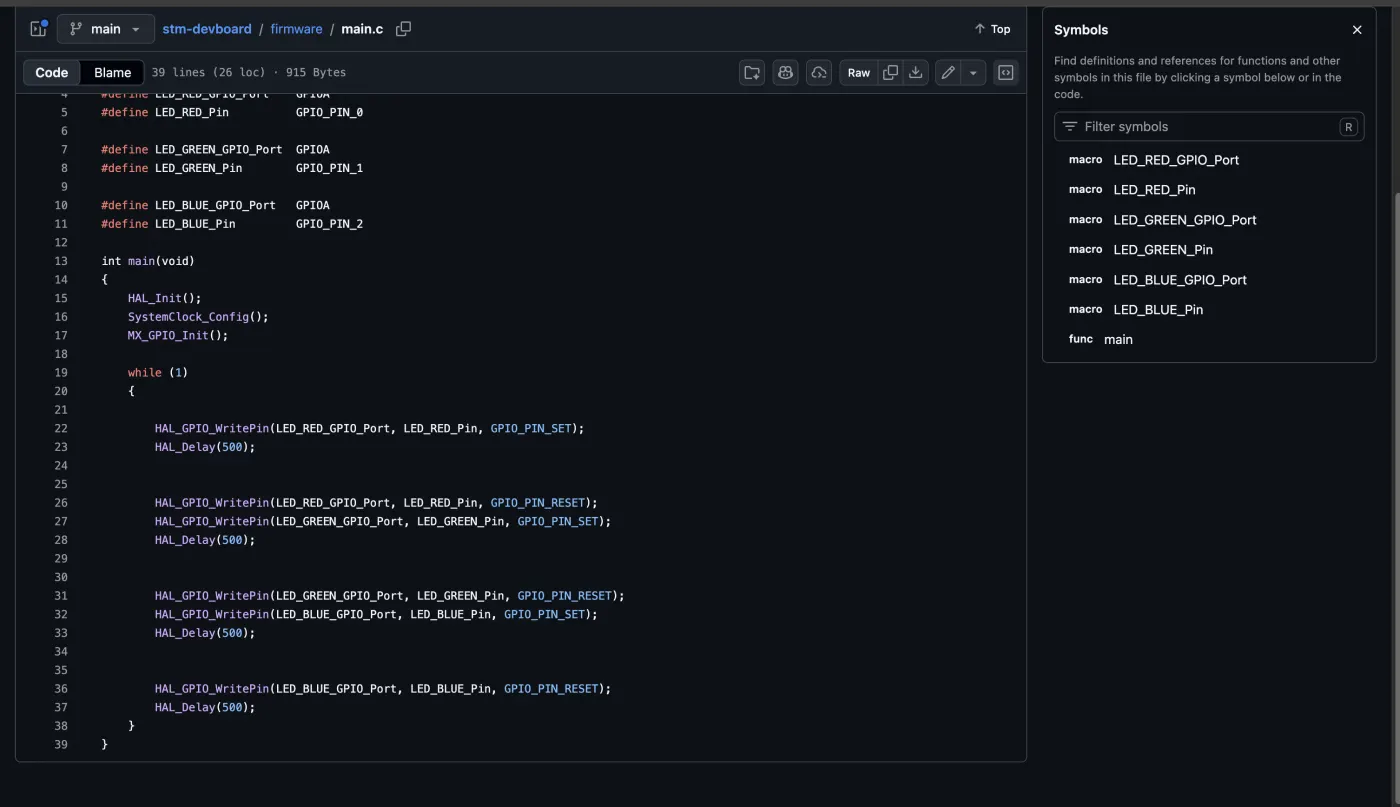 main
stm-devboard / firmware / main.c
Top
Code Blame 39 lines (26 loc) · 915 Bytes
Raw
4 #define LED_RED_GPIO_Port GPIOA
5 #define LED_RED_Pin GPIO_PIN_0
6
7 #define LED_GREEN_GPIO_Port GPIOA
8 #define LED_GREEN_Pin GPIO_PIN_1
9
10 #define LED_BLUE_GPIO_Port GPIOA
11 #define LED_BLUE_Pin GPIO_PIN_2
12
13 int main(void)
14 {
15 HAL_Init();
16 SystemClock_Config();
17 MX_GPIO_Init();
18
19 while (1)
20 {
21
22 HAL_GPIO_WritePin(LED_RED_GPIO_Port, LED_RED_Pin, GPIO_PIN_SET);
23 HAL_Delay(500);
24
25
26 HAL_GPIO_WritePin(LED_RED_GPIO_Port, LED_RED_Pin, GPIO_PIN_RESET);
27 HAL_GPIO_WritePin(LED_GREEN_GPIO_Port, LED_GREEN_Pin, GPIO_PIN_SET);
28 HAL_Delay(500);
29
30
31 HAL_GPIO_WritePin(LED_GREEN_GPIO_Port, LED_GREEN_Pin, GPIO_PIN_RESET);
32 HAL_GPIO_WritePin(LED_BLUE_GPIO_Port, LED_BLUE_Pin, GPIO_PIN_SET);
33 HAL_Delay(500);
34
35
36 HAL_GPIO_WritePin(LED_BLUE_GPIO_Port, LED_BLUE_Pin, GPIO_PIN_RESET);
37 HAL_Delay(500);
38 }
39 }
Symbols
Find definitions and references for functions and other
symbols in this file by clicking a symbol below or in the
code.
Filter symbols R
macro LED_RED_GPIO_Port
macro LED_RED_Pin
macro LED_GREEN_GPIO_Port
macro LED_GREEN_Pin
macro LED_BLUE_GPIO_Port
macro LED_BLUE_Pin
func main